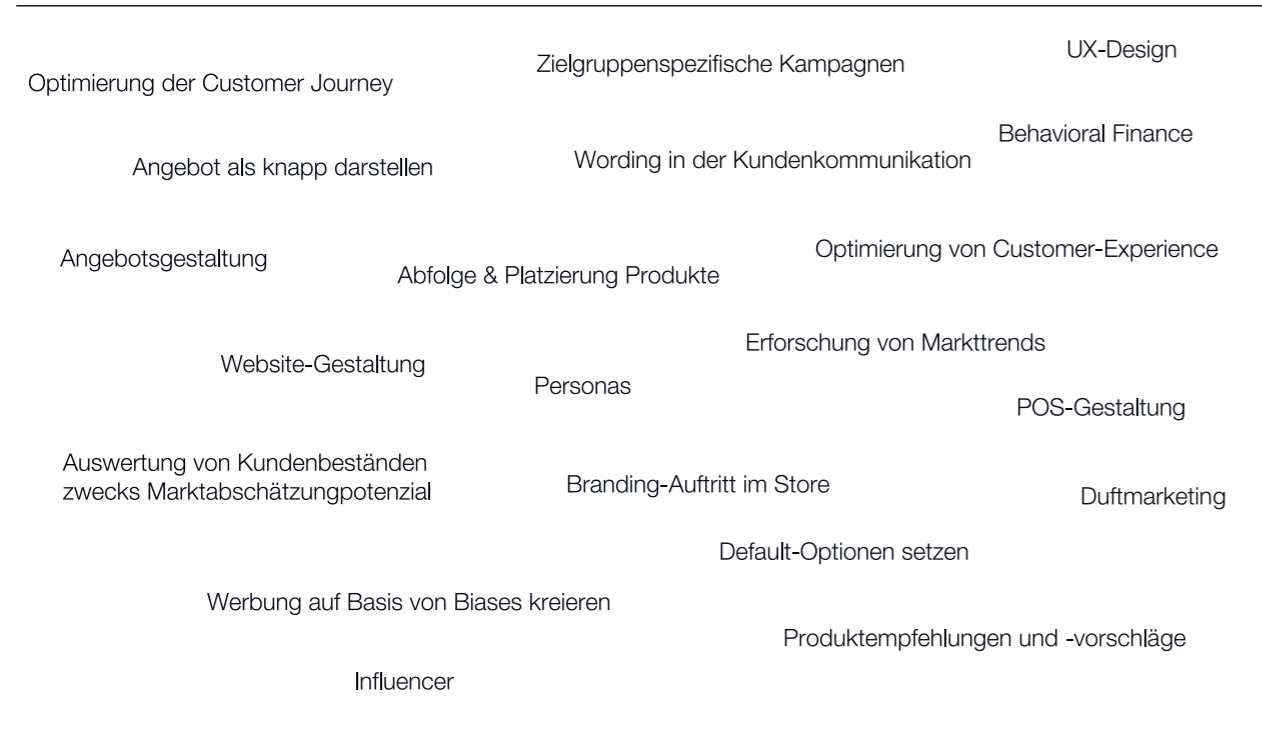 UX-Design
Zielgruppenspezifische Kampagnen
Optimierung der Customer Journey
Behavioral Finance
Wording in der Kundenkommunikation
Angebot als knapp darstellen
Optimierung von Customer-Experience
Angebotsgestaltung
Abfolge & Platzierung Produkte
Erforschung von Markttrends
Website-Gestaltung
Personas
POS-Gestaltung
Auswertung von Kundenbeständen
zwecks Marktabschätzungpotenzial
Branding-Auftritt im Store
Duftmarketing
Default-Optionen setzen
Werbung auf Basis von Biases kreieren
Produktempfehlungen und -vorschläge
Influencer